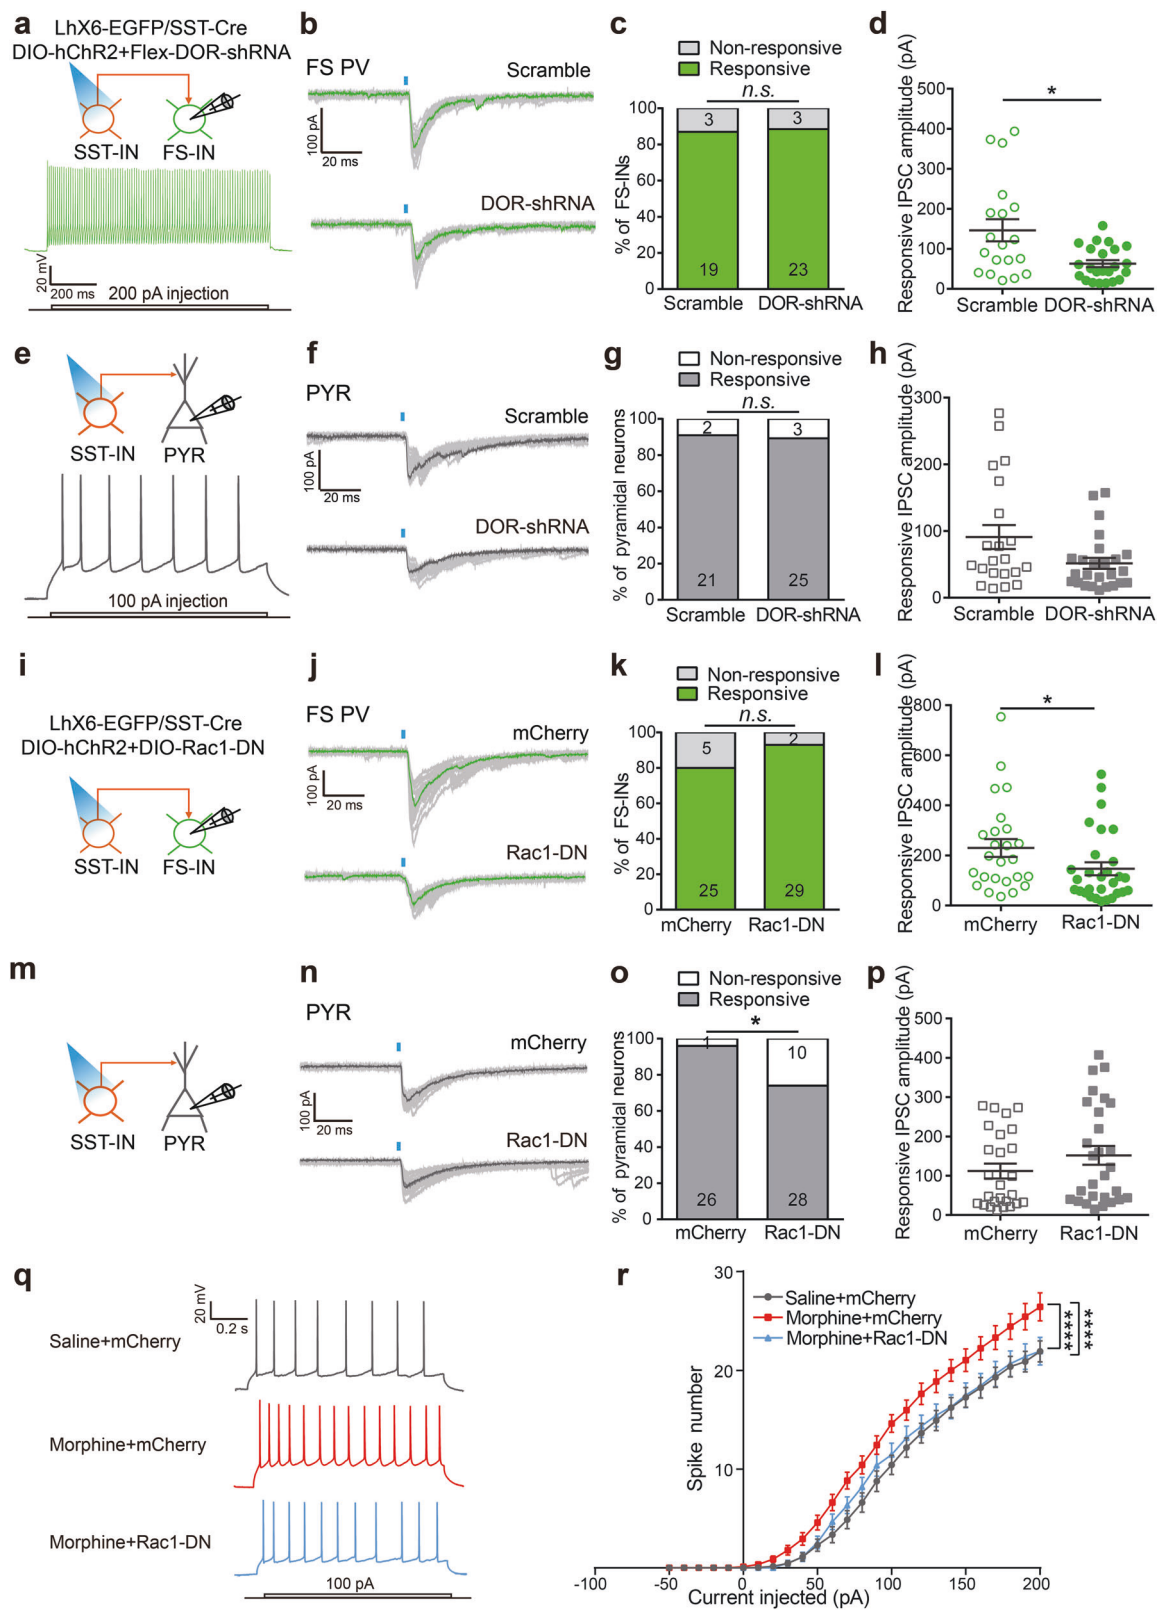 a
LhX6-EGFP/SST-Cre
DIO-hChR2+Flex-DOR-shRNA
SST-IN FS-IN
20 mV
200 ms
200 pA injection
b
FS PV
Scramble
100 pA
20 ms
DOR-shRNA
c
Non-responsive
Responsive
n.s.
% of FS-INs
100
80
60
40
20
0
3 3
19 23
Scramble DOR-shRNA
d
Responsive IPSC amplitude (pA)
500
400
300
200
100
0
*
Scramble DOR-shRNA
e
SST-IN PYR
100 pA injection
f
PYR
Scramble
100 pA
20 ms
DOR-shRNA
g
Non-responsive
Responsive
n.s.
% of pyramidal neurons
100
80
60
40
20
0
2 3
21 25
Scramble DOR-shRNA
h
Responsive IPSC amplitude (pA)
300
200
100
0
Scramble DOR-shRNA
i
LhX6-EGFP/SST-Cre
DIO-hChR2+DIO-Rac1-DN
SST-IN FS-IN
j
FS PV
mCherry
100 pA
20 ms
Rac1-DN
k
Non-responsive
Responsive
n.s.
% of FS-INs
100
80
60
40
20
0
5 2
25 29
mCherry Rac1-DN
l
Responsive IPSC amplitude (pA)
800
600
400
200
0
*
mCherry Rac1-DN
m
SST-IN PYR
n
PYR
mCherry
100 pA
20 ms
Rac1-DN
o
Non-responsive
Responsive
*
% of pyramidal neurons
100
80
60
40
20
0
1 10
26 28
mCherry Rac1-DN
p
Responsive IPSC amplitude (pA)
500
400
300
200
100
0
mCherry Rac1-DN
q
20 mV
0.2 s
Saline+mCherry
Morphine+mCherry
Morphine+Rac1-DN
100 pA
r
Spike number
30
20
10
Saline+mCherry
Morphine+mCherry
Morphine+Rac1-DN
****
****
-100 -50 0 50 100 150 200
Current injected (pA)